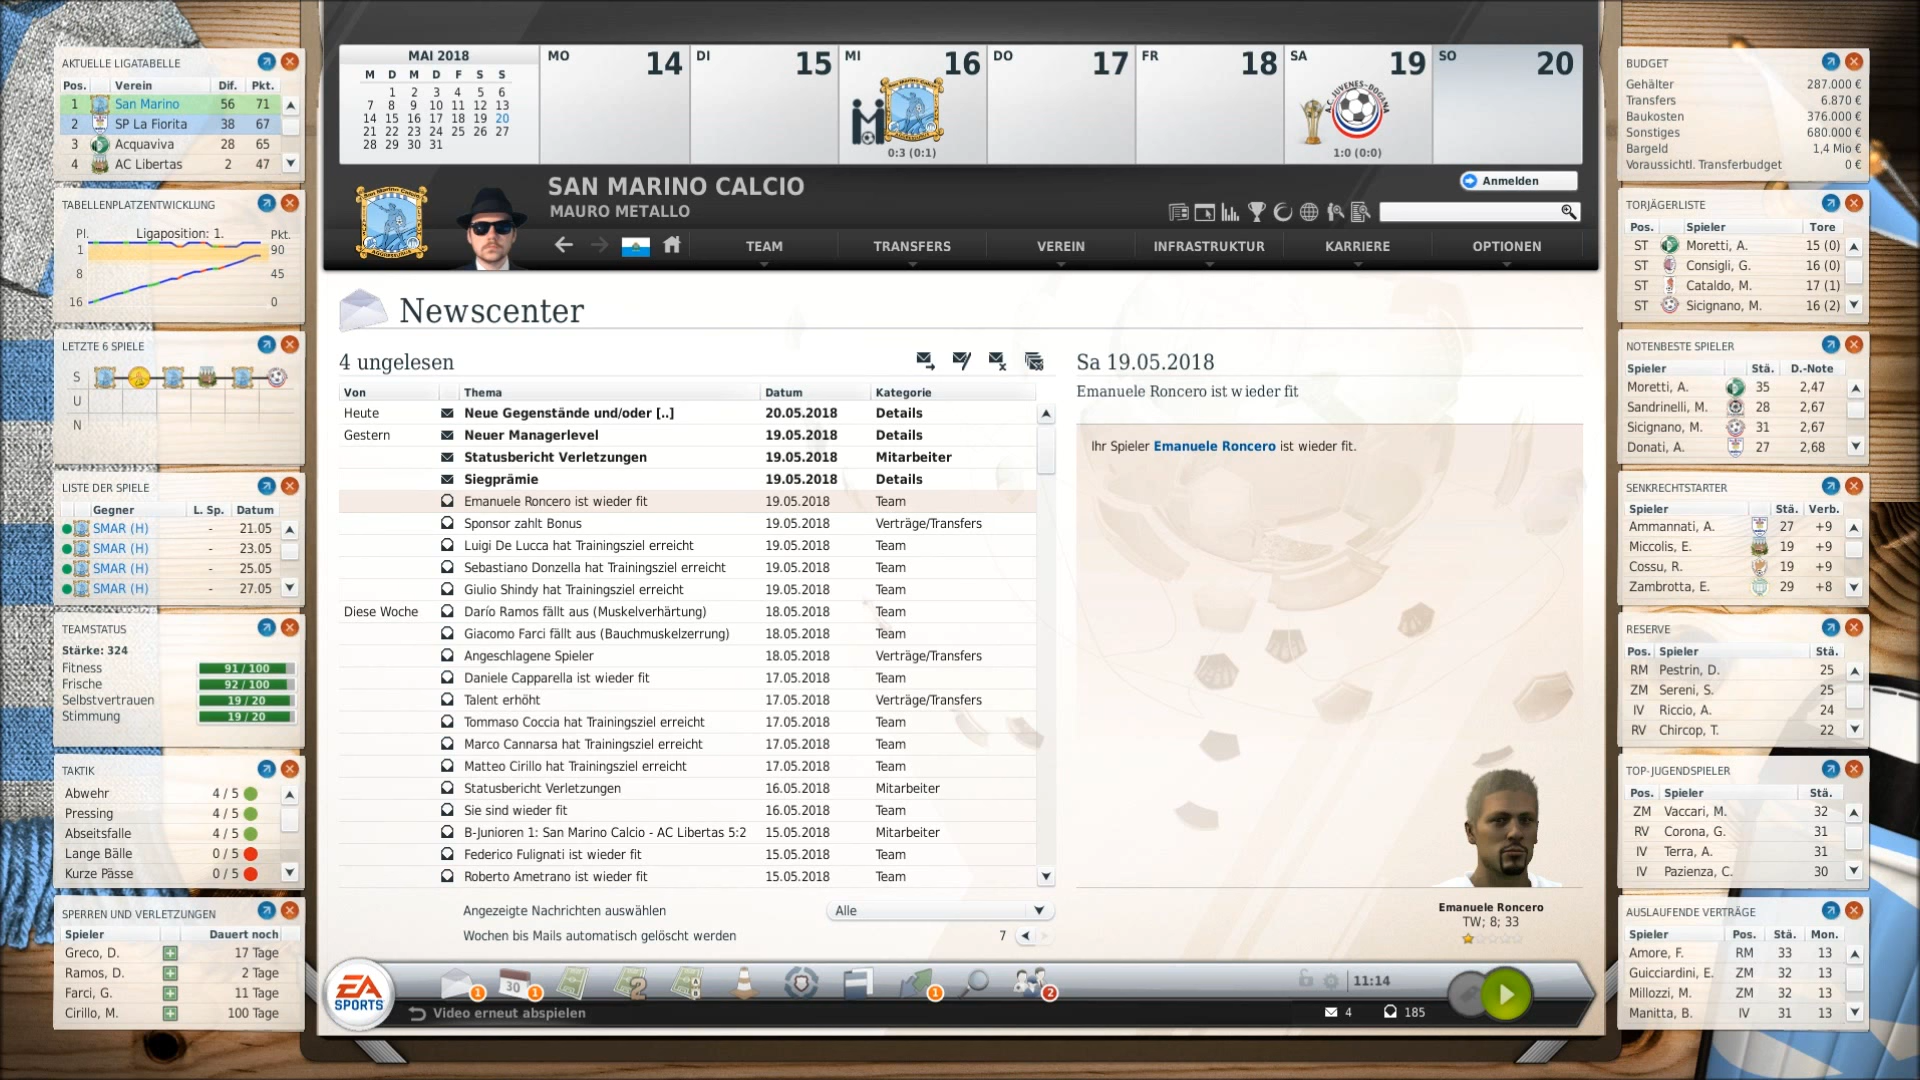 AKTUELLE LIGATABELLE
Pos. Verein Dif. Pkt.
1 San Marino 56 71
2 SP La Fiorita 38 67
3 Acquaviva 28 65
4 AC Libertas 2 47
TABELLENPLATZENTWICKLUNG
Pl. Ligaposition: 1. Pkt.
1 90
8 45
16 0
LETZTE 6 SPIELE
S
U
N
LISTE DER SPIELE
Gegner L. Sp. Datum
SMAR (H) - 21.05
SMAR (H) - 23.05
SMAR (H) - 25.05
SMAR (H) - 27.05
TEAMSTATUS
Stärke: 324
Fitness 91 / 100
Frische 92 / 100
Selbstvertrauen 19 / 20
Stimmung 19 / 20
TAKTIK
Abwehr 4 / 5
Pressing 4 / 5
Abseitsfalle 4 / 5
Lange Bälle 0 / 5
Kurze Pässe 0 / 5
SPERREN UND VERLETZUNGEN
Spieler Dauert noch
Greco, D. 17 Tage
Ramos, D. 2 Tage
Farci, G. 11 Tage
Cirillo, M. 100 Tage
MAI 2018
M D M D F S S
1 2 3 4 5 6
7 8 9 10 11 12 13
14 15 16 17 18 19 20
21 22 23 24 25 26 27
28 29 30 31
MO 14
DI 15
MI 16
0:3 (0:1)
DO 17
FR 18
SA 19
A.C. JUVENES-DOGANA
1:0 (0:0)
SO 20
SAN MARINO CALCIO
MAURO METALLO
Anmelden
TEAM TRANSFERS VEREIN INFRASTRUKTUR KARRIERE OPTIONEN
Newscenter
4 ungelesen
Von Thema Datum Kategorie
Heute Neue Gegenstände und/oder [..] 20.05.2018 Details
Gestern Neuer Managerlevel 19.05.2018 Details
Statusbericht Verletzungen 19.05.2018 Mitarbeiter
Siegprämie 19.05.2018 Details
Emanuele Roncero ist wieder fit 19.05.2018 Team
Sponsor zahlt Bonus 19.05.2018 Verträge/Transfers
Luigi De Lucca hat Trainingsziel erreicht 19.05.2018 Team
Sebastiano Donzella hat Trainingsziel erreicht 19.05.2018 Team
Giulio Shindy hat Trainingsziel erreicht 19.05.2018 Team
Diese Woche Darío Ramos fällt aus (Muskelverhärtung) 18.05.2018 Team
Giacomo Farci fällt aus (Bauchmuskelzerrung) 18.05.2018 Team
Angeschlagene Spieler 18.05.2018 Verträge/Transfers
Daniele Capparella ist wieder fit 17.05.2018 Team
Talent erhöht 17.05.2018 Verträge/Transfers
Tommaso Coccia hat Trainingsziel erreicht 17.05.2018 Team
Marco Cannarsa hat Trainingsziel erreicht 17.05.2018 Team
Matteo Cirillo hat Trainingsziel erreicht 17.05.2018 Team
Statusbericht Verletzungen 16.05.2018 Mitarbeiter
Sie sind wieder fit 16.05.2018 Team
B-Junioren 1: San Marino Calcio - AC Libertas 5:2 15.05.2018 Mitarbeiter
Federico Fulignati ist wieder fit 15.05.2018 Team
Roberto Ametrano ist wieder fit 15.05.2018 Team
Angezeigte Nachrichten auswählen Alle
Wochen bis Mails automatisch gelöscht werden 7
Sa 19.05.2018
Emanuele Roncero ist wieder fit
Ihr Spieler Emanuele Roncero ist wieder fit.
Emanuele Roncero
TW; 8; 33
EA
SPORTS
1 30 1 2 1 2
11:14
Video erneut abspielen
4 185
BUDGET
Gehälter 287.000 €
Transfers 6.870 €
Baukosten 376.000 €
Sonstiges 680.000 €
Bargeld 1,4 Mio €
Voraussichtl. Transferbudget 0 €
TORJÄGERLISTE
Pos. Spieler Tore
ST Moretti, A. 15 (0)
ST Consigli, G. 16 (0)
ST Cataldo, M. 17 (1)
ST Sicignano, M. 16 (2)
NOTENBESTE SPIELER
Spieler Stä. D.-Note
Moretti, A. 35 2,47
Sandrinelli, M. 28 2,67
Sicignano, M. 31 2,67
Donati, A. 27 2,68
SENKRECHTSTARTER
Spieler Stä. Verb.
Ammannati, A. 27 +9
Miccolis, E. 19 +9
Cossu, R. 19 +9
Zambrotta, E. 29 +8
RESERVE
Pos. Spieler Stä.
RM Pestrin, D. 25
ZM Sereni, S. 25
IV Riccio, A. 24
RV Chircop, T. 22
TOP-JUGENDSPIELER
Pos. Spieler Stä.
ZM Vaccari, M. 32
RV Corona, G. 31
IV Terra, A. 31
IV Pazienza, C. 30
AUSLAUFENDE VERTRÄGE
Spieler Pos. Stä. Mon.
Amore, F. RM 33 13
Guicciardini, E. ZM 32 13
Millozzi, M. ZM 32 13
Manitta, B. IV 31 13